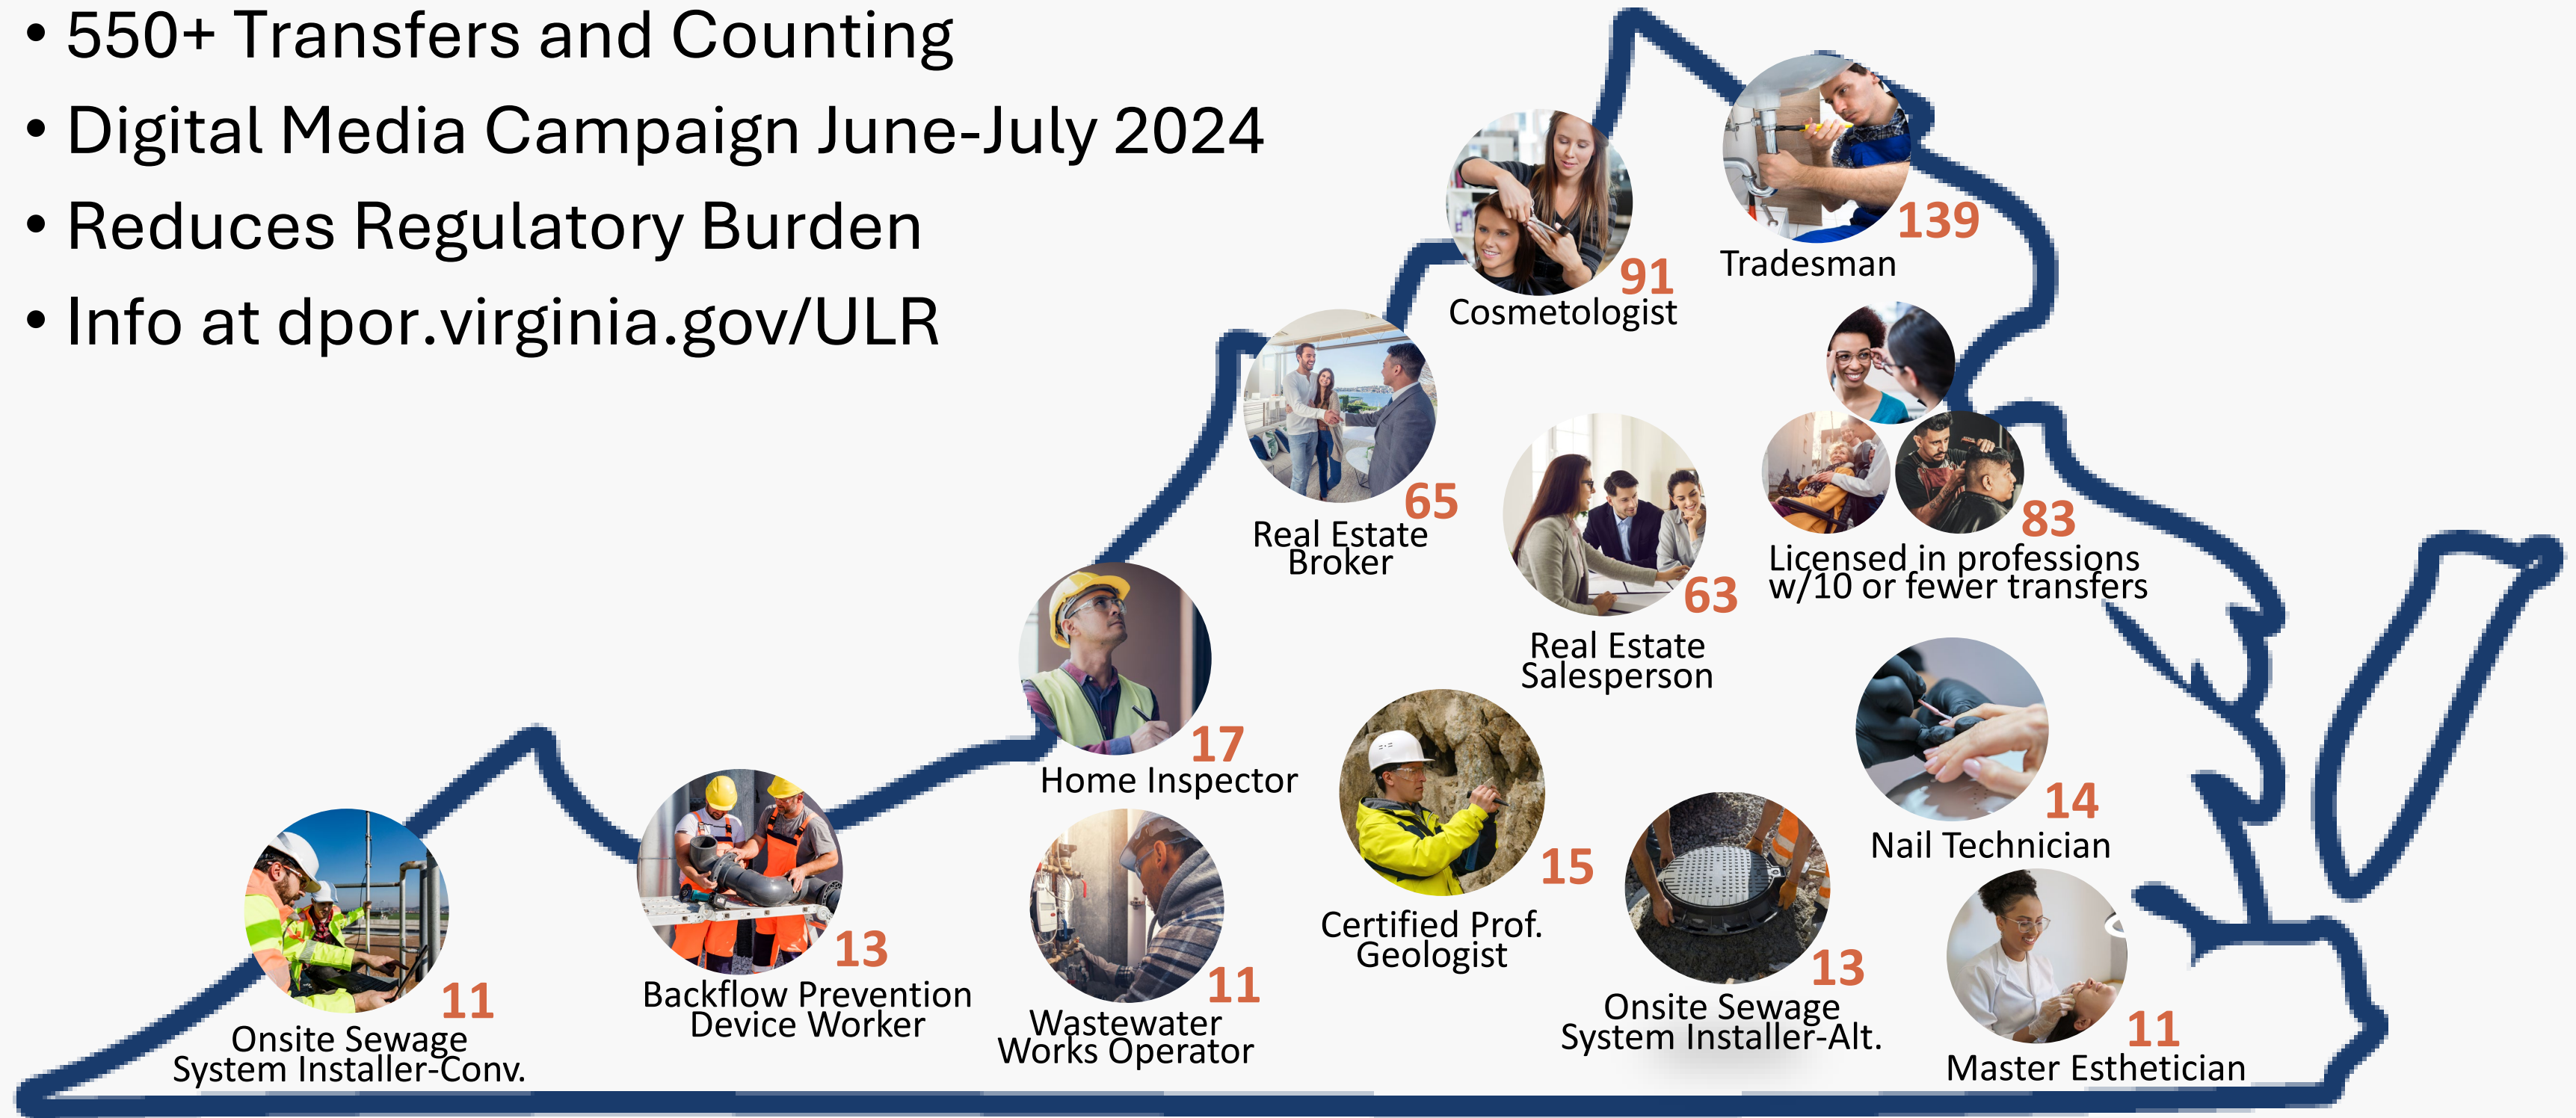 • 550+ Transfers and Counting
• Digital Media Campaign June-July 2024
• Reduces Regulatory Burden
• Info at dpor.virginia.gov/ULR
139
Tradesman
91
Cosmetologist
65
Real Estate
Broker
63
Real Estate
Salesperson
83
Licensed in professions
w/10 or fewer transfers
17
Home Inspector
15
Certified Prof.
Geologist
14
Nail Technician
11
Onsite Sewage
System Installer-Conv.
13
Backflow Prevention
Device Worker
11
Wastewater
Works Operator
13
Onsite Sewage
System Installer-Alt.
11
Master Esthetician